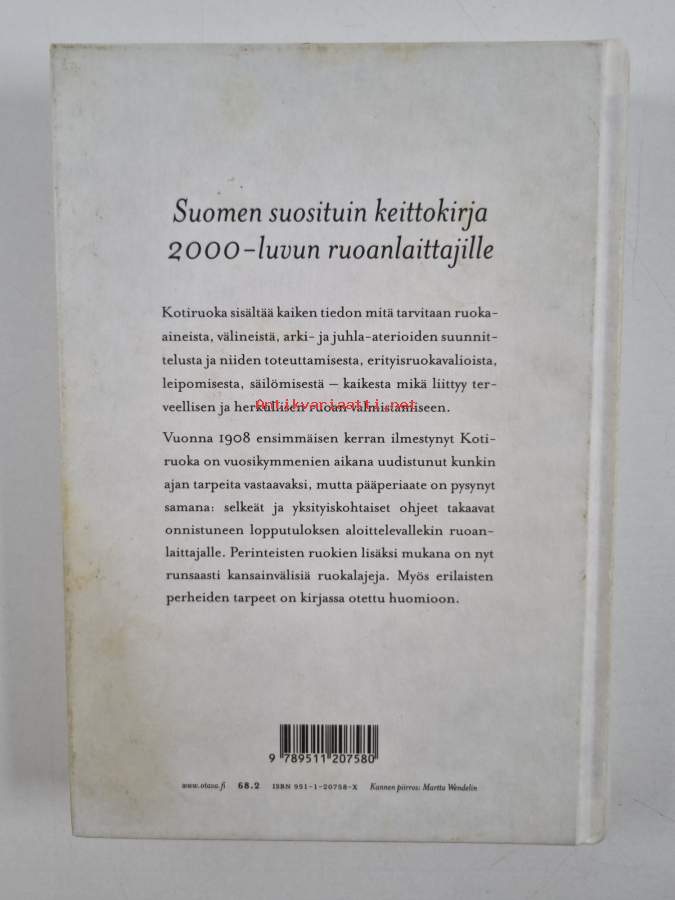 Suomen suosituin keittokirja
2000-luvun ruoanlaittajille
Kotiruoka sisältää kaiken tiedon mitä tarvitaan ruoka-
aineista, välineistä, arki- ja juhla-aterioiden suunnit-
telusta ja niiden toteuttamisesta, erityisruokavalioista,
leipomisesta, säilömisestä – kaikesta mikä liittyy ter-
veellisen ja herkullisen ruoan valmistamiseen.
Antikvariaatti.net
Vuonna 1908 ensimmäisen kerran ilmestynyt Koti-
ruoka on vuosikymmenien aikana uudistunut kunkin
ajan tarpeita vastaavaksi, mutta pääperiaate on pysynyt
samana: selkeät ja yksityiskohtaiset ohjeet takaavat
onnistuneen lopputuloksen aloittelevallekin ruoan-
laittajalle. Perinteisten ruokien lisäksi mukana on nyt
runsaasti kansainvälisiä ruokalajeja. Myös erilaisten
perheiden tarpeet on kirjassa otettu huomioon.
9 789511 207580
www.otava.fi 68.2 ISBN 951-1-20758-X Kannen piirros: Martta Wendelin